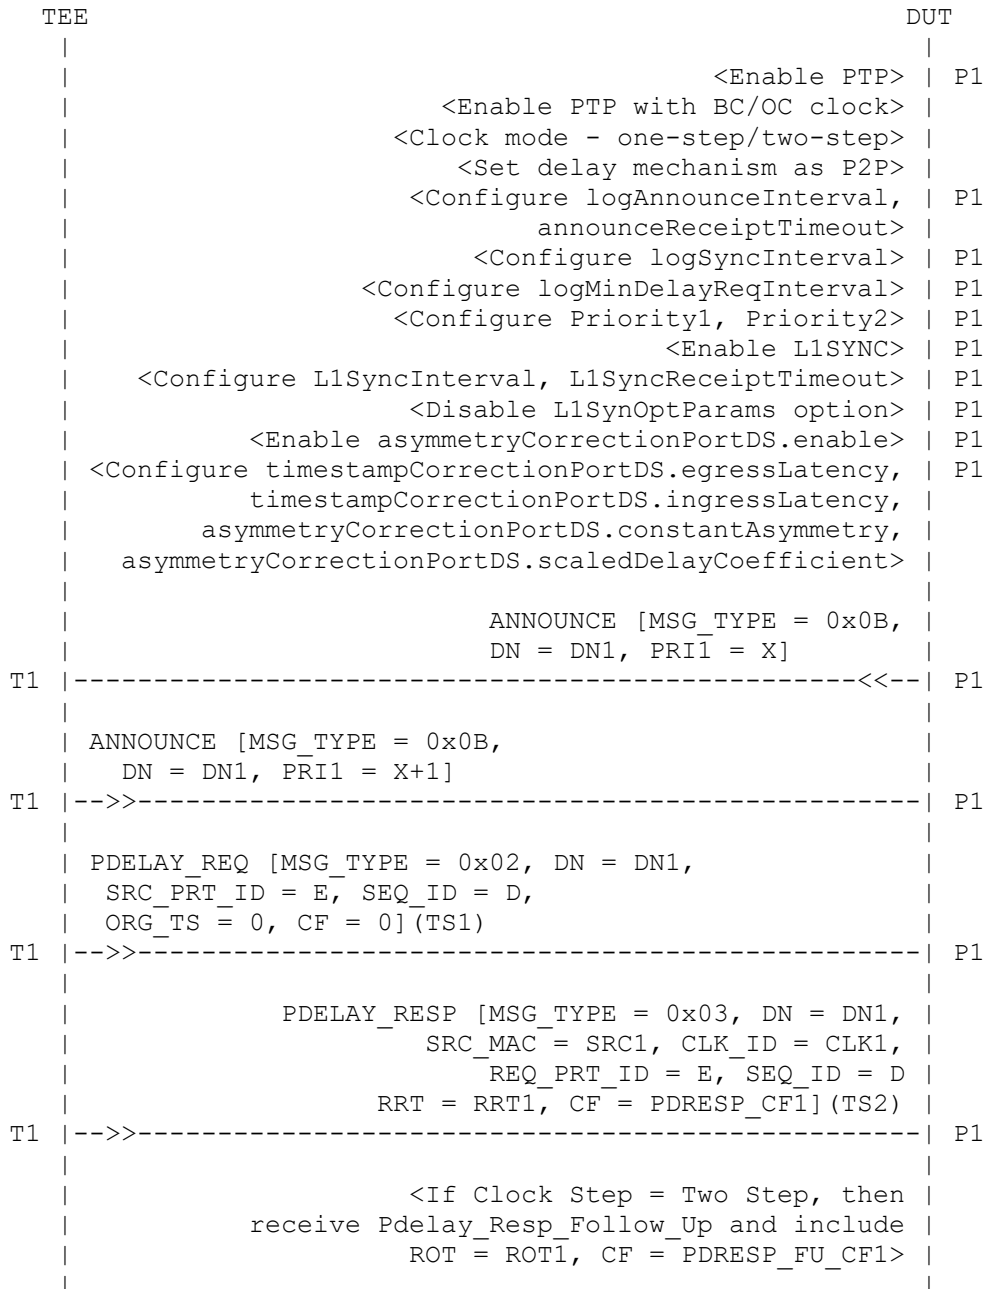 TEE                                                   DUT
   |                                                     |
   |                                        <Enable PTP> | P1
   |                       <Enable PTP with BC/OC clock> |
   |                    <Clock mode - one-step/two-step> |
   |                        <Set delay mechanism as P2P> |
   |                     <Configure logAnnounceInterval, | P1
   |                             announceReceiptTimeout> |
   |                         <Configure logSyncInterval> | P1
   |                  <Configure logMinDelayReqInterval> | P1
   |                    <Configure Priority1, Priority2> | P1
   |                                     <Enable L1SYNC> | P1
   |    <Configure L1SyncInterval, L1SyncReceiptTimeout> | P1
   |                     <Disable L1SynOptParams option> | P1
   |           <Enable asymmetryCorrectionPortDS.enable> | P1
   | <Configure timestampCorrectionPortDS.egressLatency, | P1
   |           timestampCorrectionPortDS.ingressLatency, |
   |        asymmetryCorrectionPortDS.constantAsymmetry, |
   |   asymmetryCorrectionPortDS.scaledDelayCoefficient> |
   |                                                     |
   |                          ANNOUNCE [MSG_TYPE = 0x0B, |
   |                          DN = DN1, PRI1 = X]        |
T1 |-------------------------------------------------<<--| P1
   |                                                     |
   | ANNOUNCE [MSG_TYPE = 0x0B,                          |
   |   DN = DN1, PRI1 = X+1]                             |
T1 |-->>-------------------------------------------------| P1
   |                                                     |
   | PDELAY_REQ [MSG_TYPE = 0x02, DN = DN1,              |
   |  SRC_PRT_ID = E, SEQ_ID = D,                        |
   |  ORG_TS = 0, CF = 0](TS1)                           |
T1 |-->>-------------------------------------------------| P1
   |                                                     |
   |             PDELAY_RESP [MSG_TYPE = 0x03, DN = DN1, |
   |                      SRC_MAC = SRC1, CLK_ID = CLK1, |
   |                          REQ_PRT_ID = E, SEQ_ID = D |
   |                   RRT = RRT1, CF = PDRESP_CF1](TS2) |
T1 |-->>-------------------------------------------------| P1
   |                                                     |
   |                     <If Clock Step = Two Step, then |
   |           receive Pdelay_Resp_Follow_Up and include |
   |                     ROT = ROT1, CF = PDRESP_FU_CF1> |
   |                                                     |